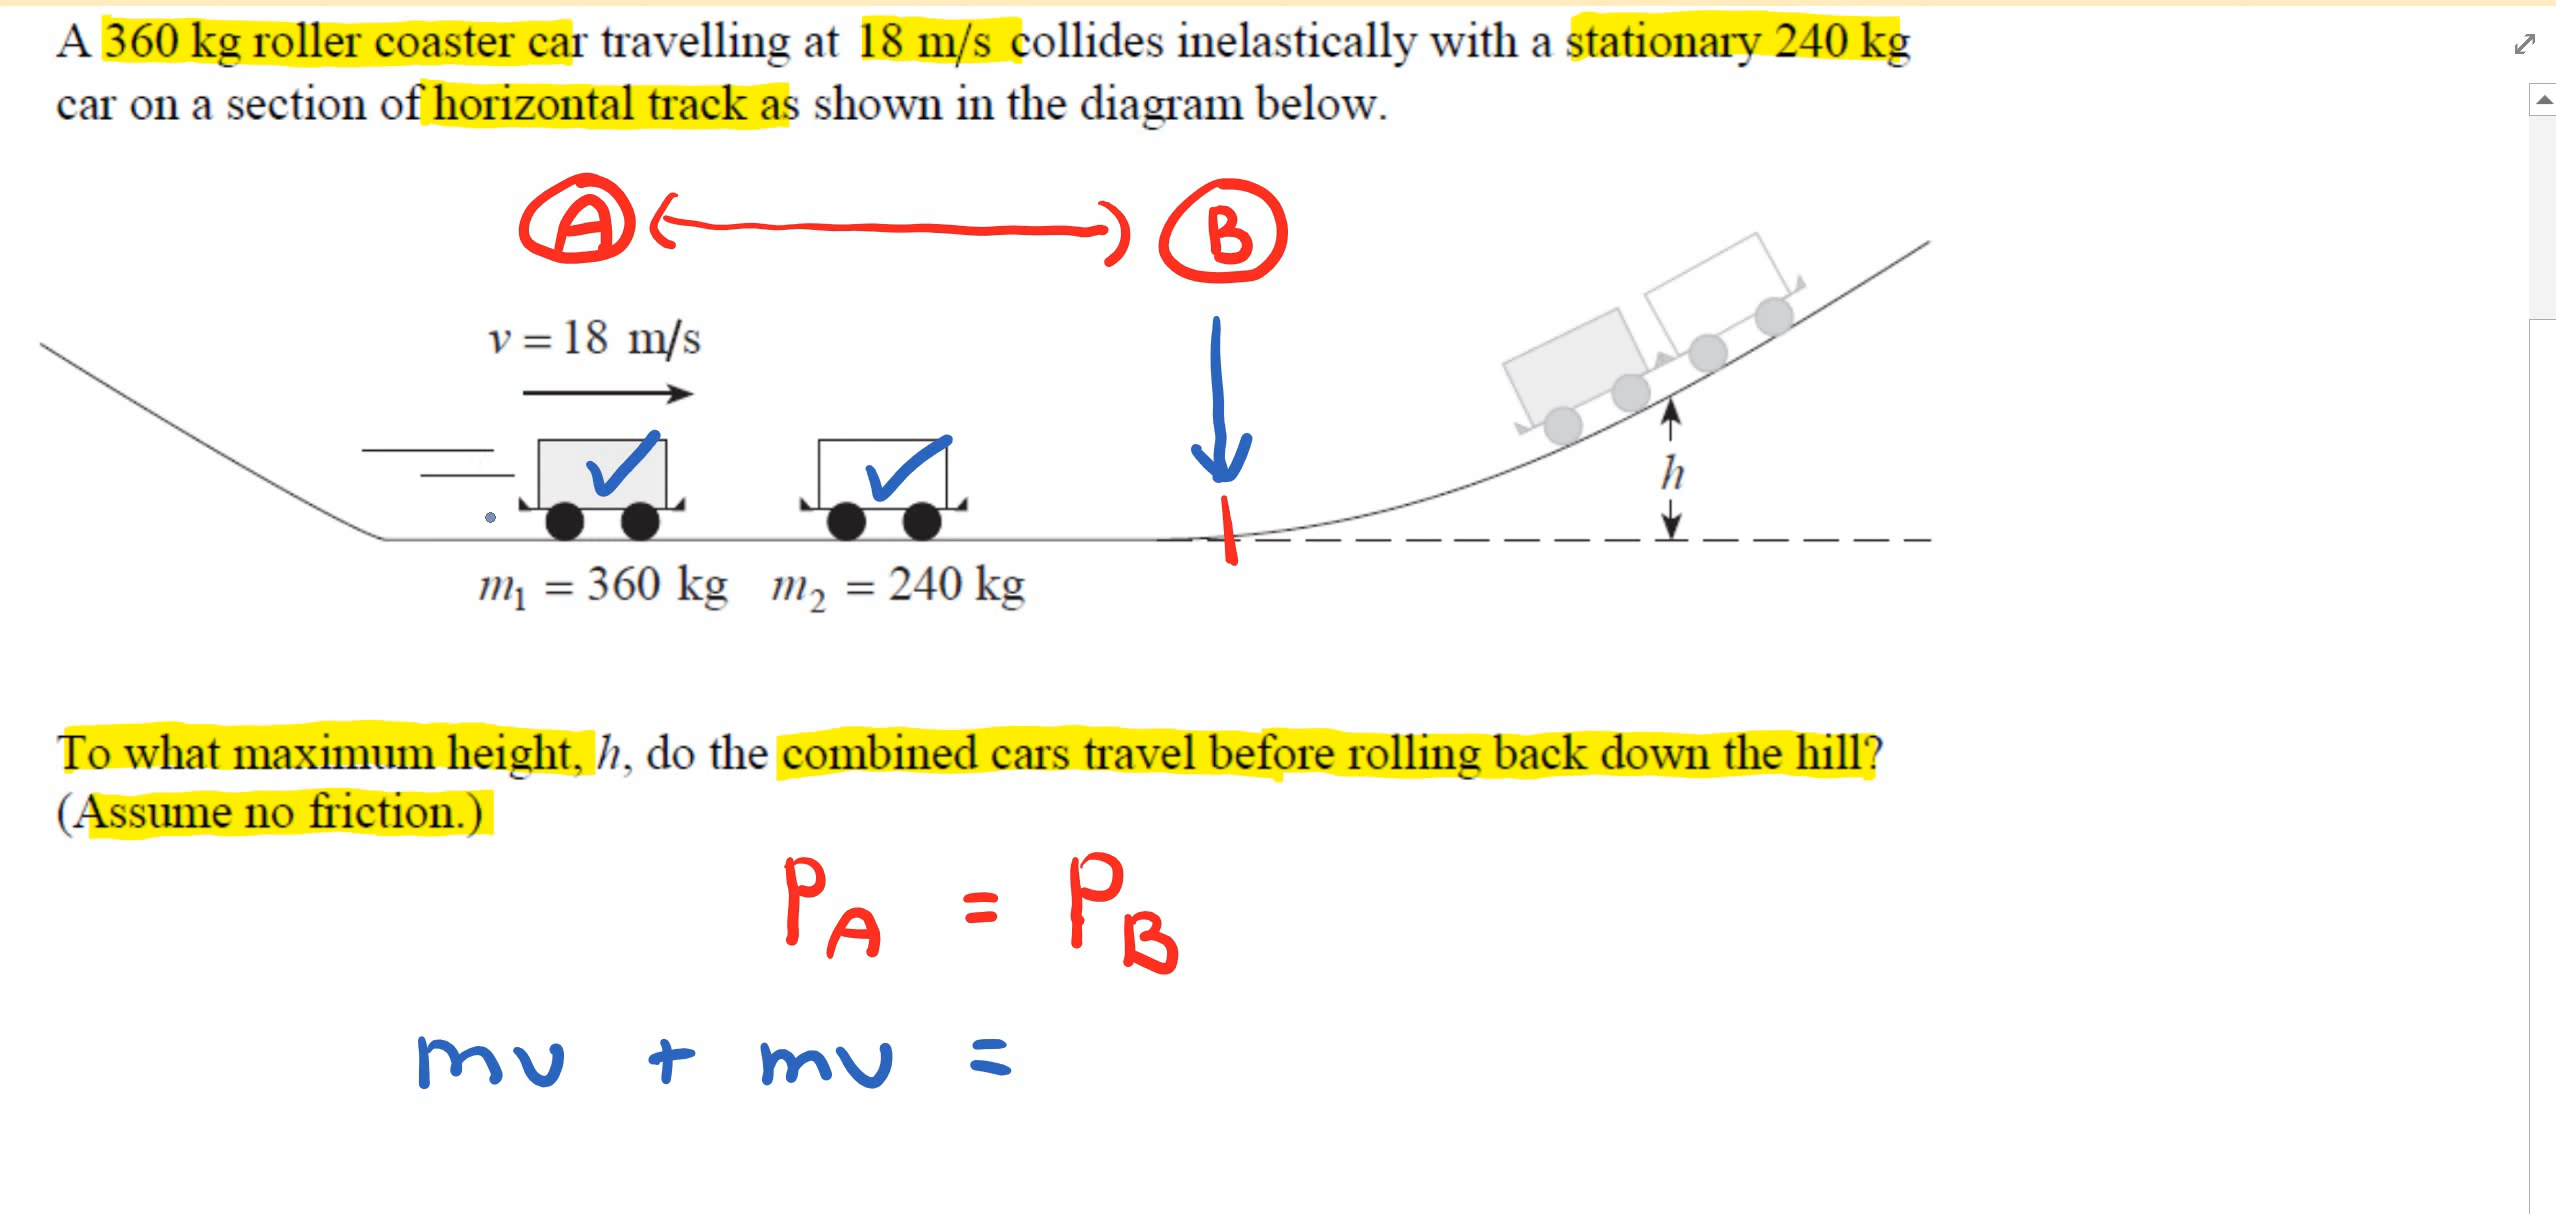 A 360 kg roller coaster car travelling at 18 m/s collides inelastically with a stationary 240 kg
car on a section of horizontal track as shown in the diagram below.
A B
v = 18 m/s
h
m₁ = 360 kg m₂ = 240 kg
To what maximum height, h, do the combined cars travel before rolling back down the hill?
(Assume no friction.)
P_A = P_B
mv + mv =